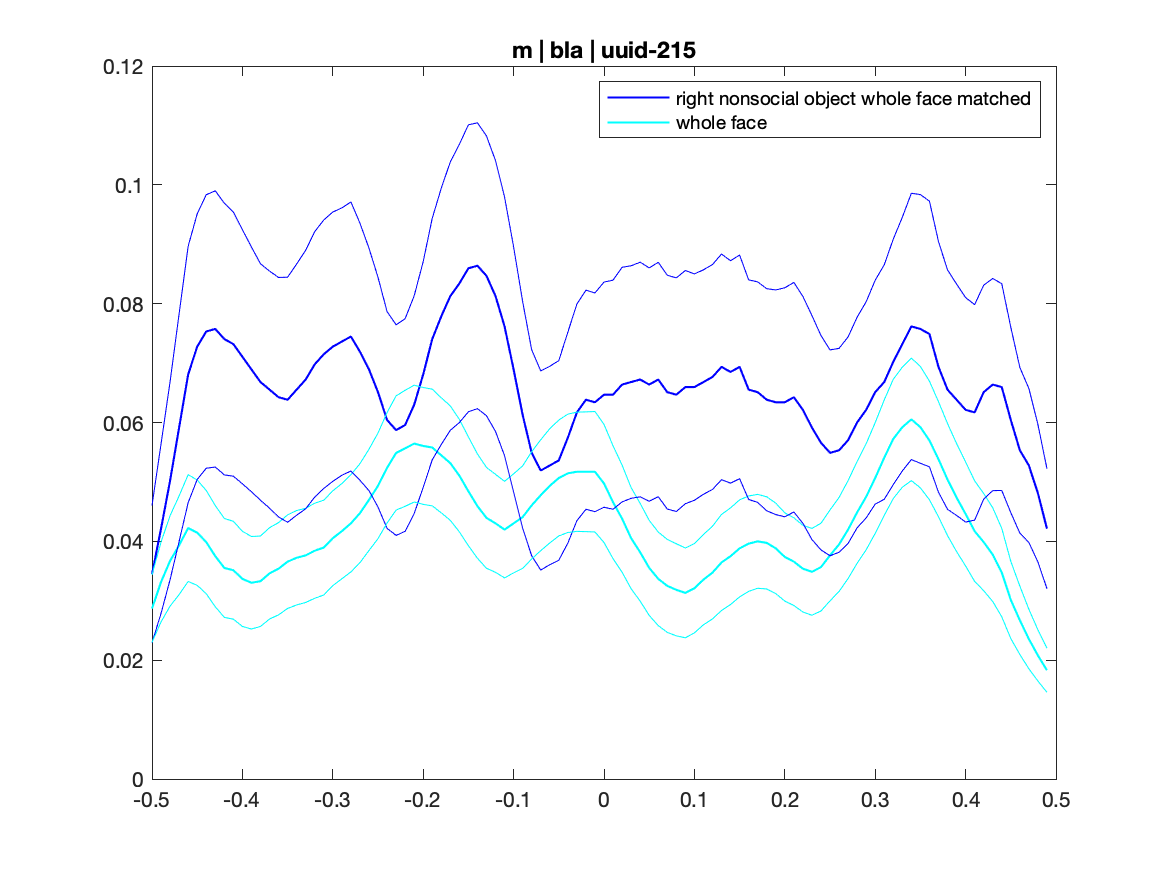 m | bla | uuid-215
right nonsocial object whole face matched
whole face
0.12
0.1
0.08
0.06
0.04
0.02
0
-0.5 -0.4 -0.3 -0.2 -0.1 0 0.1 0.2 0.3 0.4 0.5